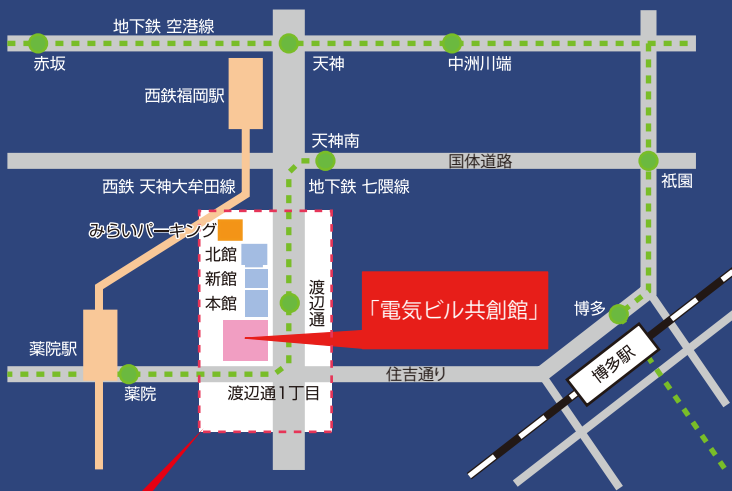 地下鉄 空港線
赤坂
天神
中洲川端
西鉄福岡駅
天神南
国体道路
祇園
西鉄 天神大牟田線
地下鉄 七隈線
みらいパーキング
北館
新館
本館
渡辺通
「電気ビル共創館」
博多
薬院駅
博多駅
住吉通り
薬院
渡辺通1丁目